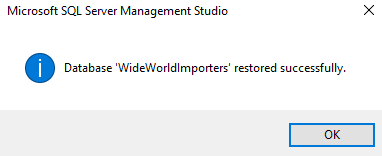 Microsoft SQL Server Management Studio
Database 'WideWorldImporters' restored successfully.
OK